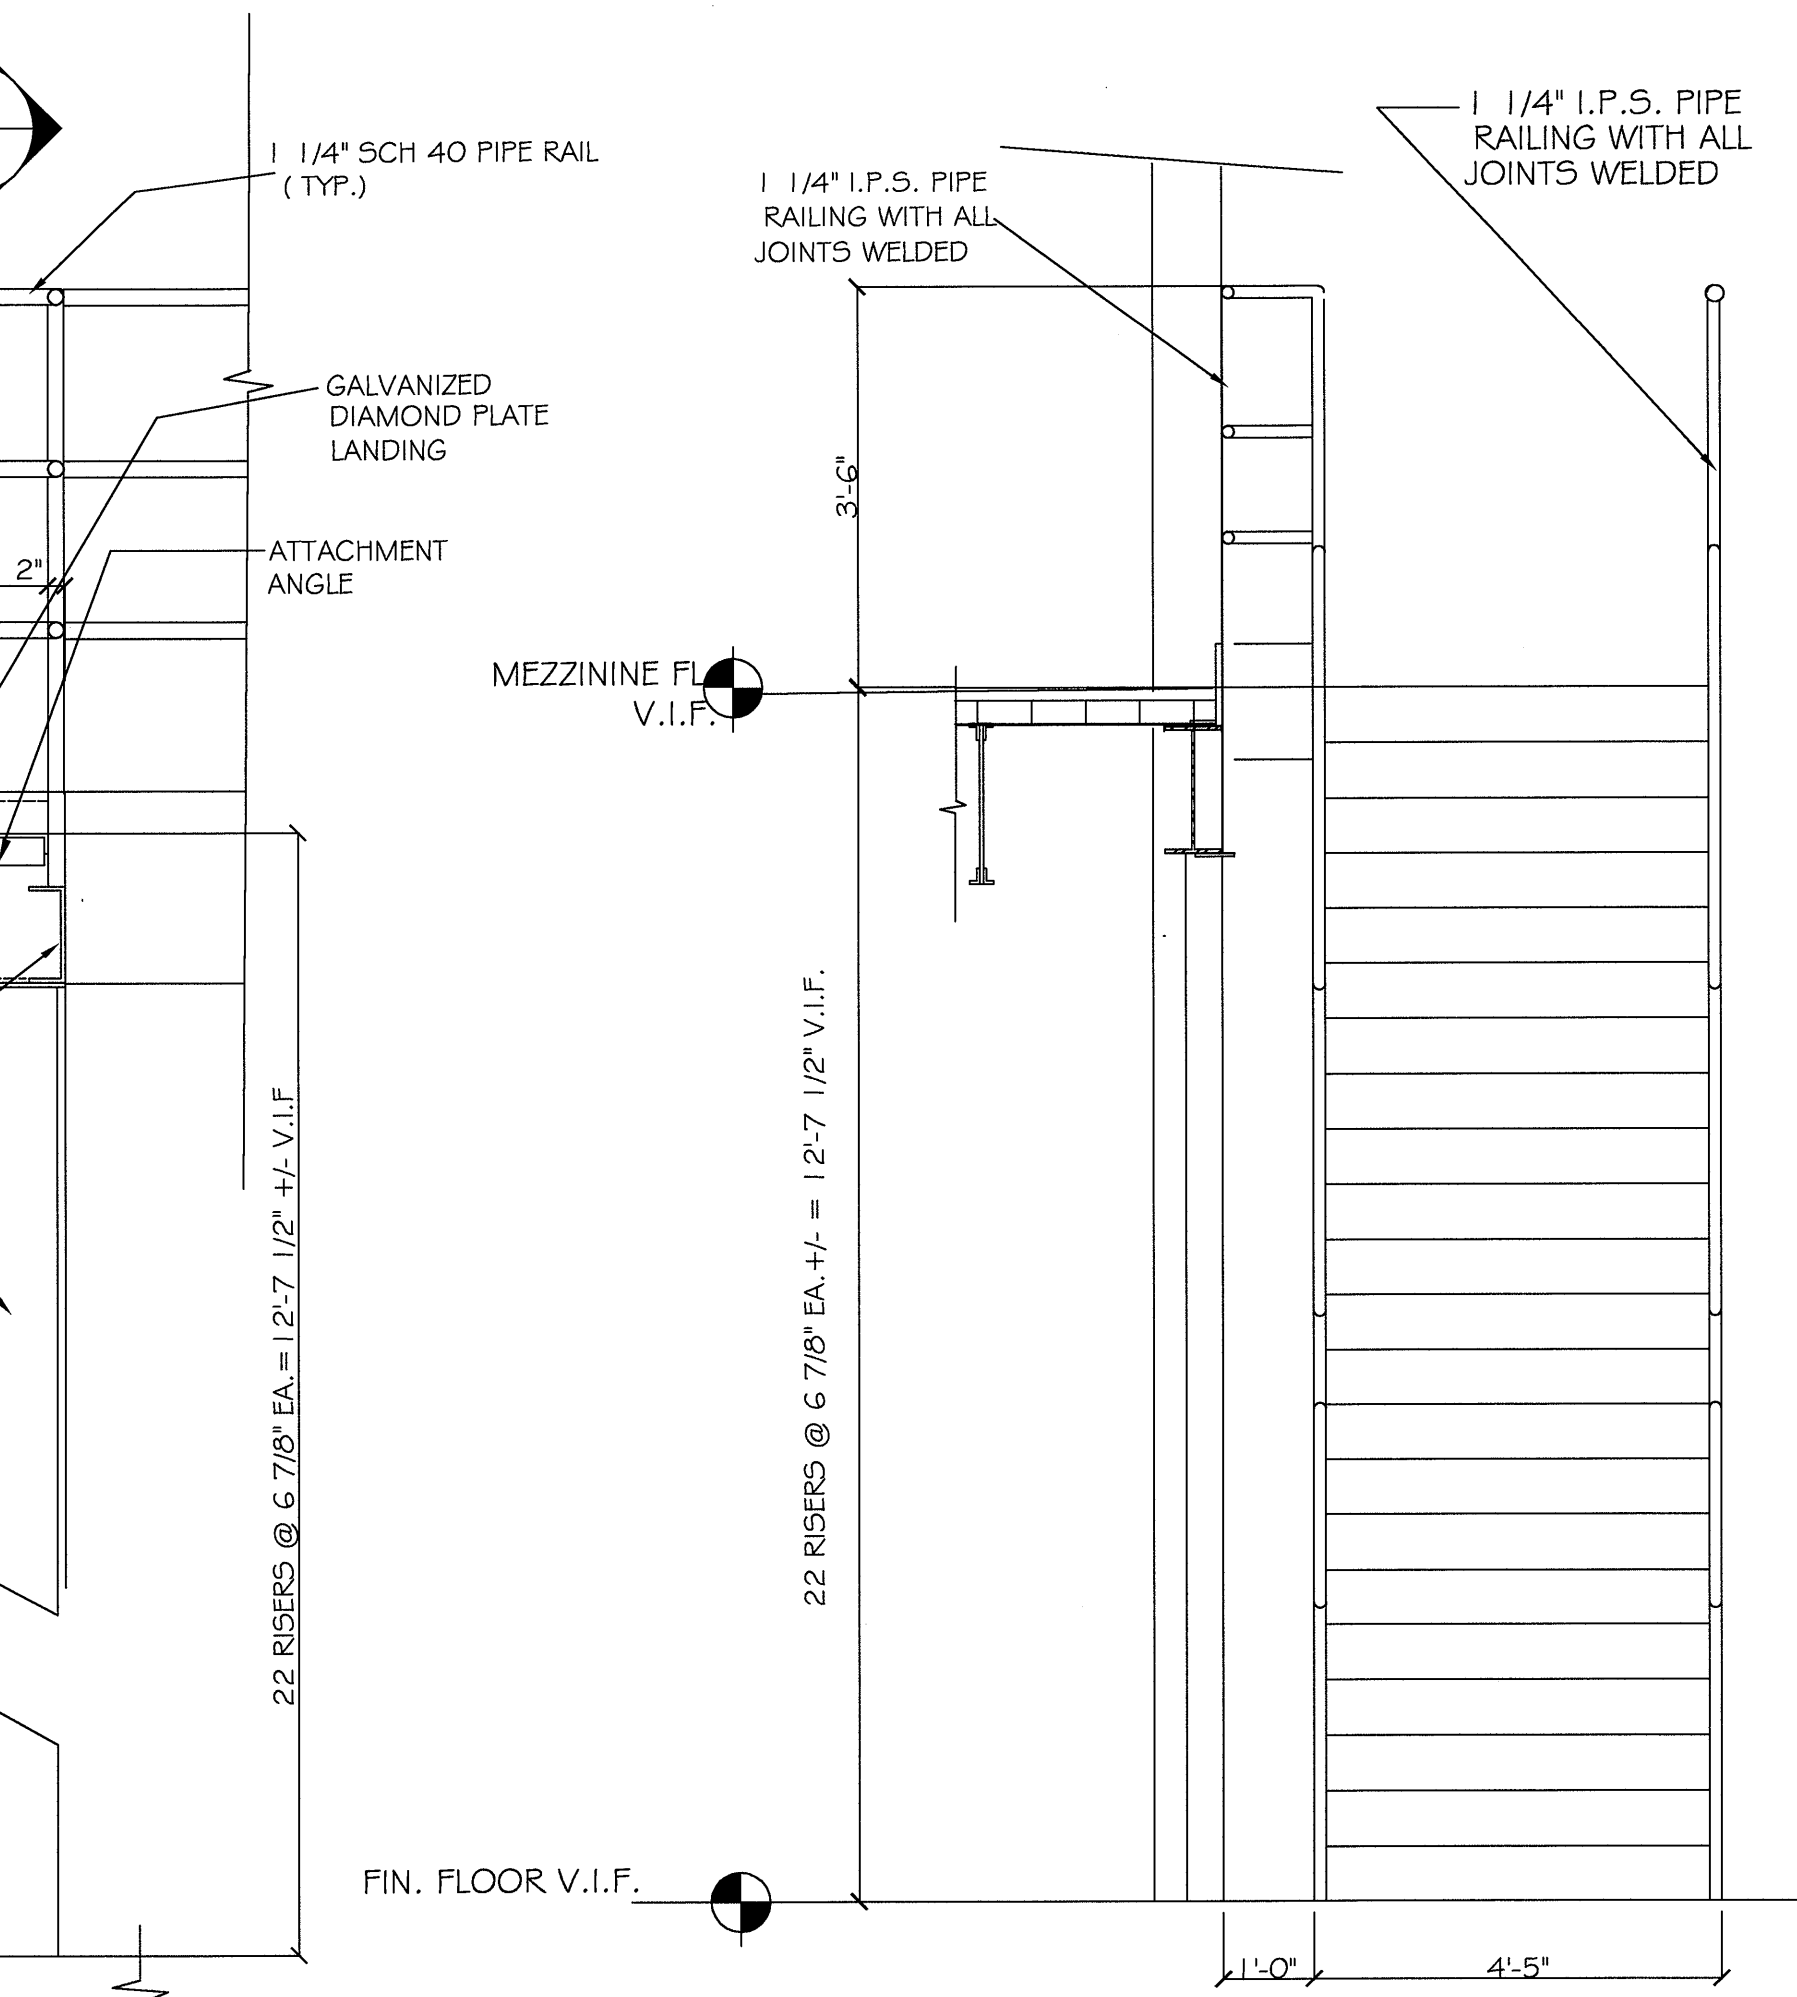 1 1/4" SCH 40 PIPE RAIL
( TYP.)
GALVANIZED
DIAMOND PLATE
LANDING
ATTACHMENT
ANGLE
2"
22 RISERS @ 6 7/8" EA.= 12'-7 1/2" +/- V.I.F
1 1/4" I.P.S. PIPE
RAILING WITH ALL
JOINTS WELDED
1 1/4" I.P.S. PIPE
RAILING WITH ALL
JOINTS WELDED
3'-6"
MEZZININE FL
V.I.F.
22 RISERS @ 6 7/8" EA.+/- = 12'-7 1/2" V.I.F.
FIN. FLOOR V.I.F.
1'-0"
4'-5"